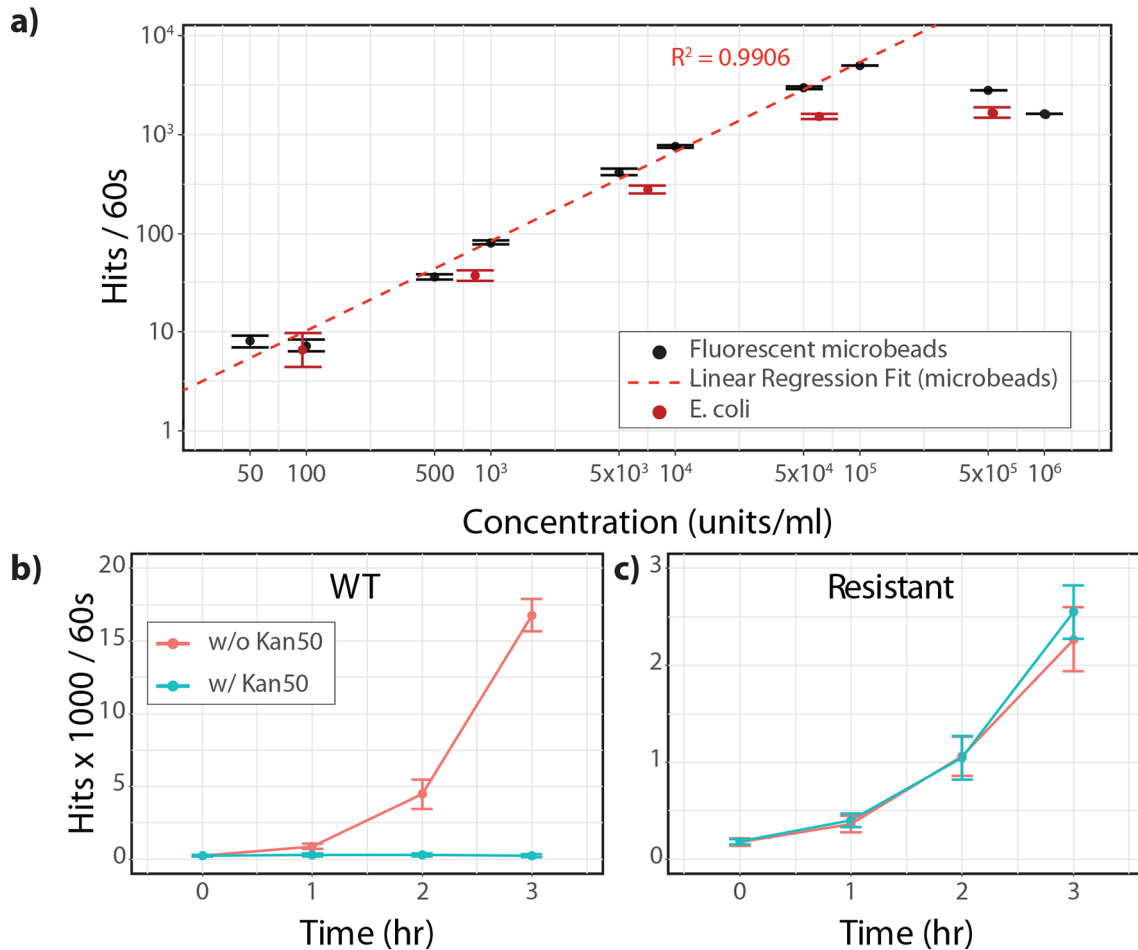 a)
10⁴
10³
100
10
1
Hits / 60s
R² = 0.9906
Fluorescent microbeads
Linear Regression Fit (microbeads)
E. coli
50 100 500 10³ 5x10³ 10⁴ 5x10⁴ 10⁵ 5x10⁵ 10⁶
Concentration (units/ml)
b)
WT
20
15
10
5
0
Hits x 1000 / 60s
w/o Kan50
w/ Kan50
0 1 2 3
Time (hr)
c)
Resistant
3
2
1
0
0 1 2 3
Time (hr)